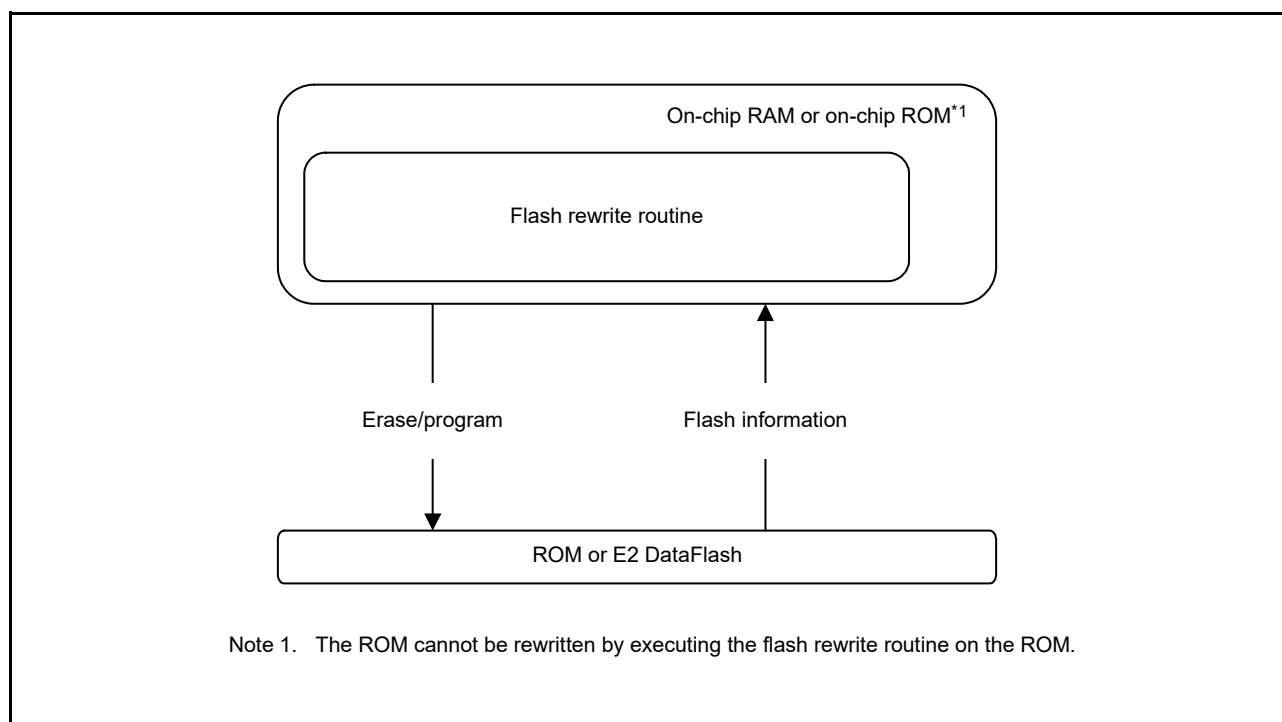 On-chip RAM or on-chip ROM*1
Flash rewrite routine
Erase/program
Flash information
ROM or E2 DataFlash
Note 1. The ROM cannot be rewritten by executing the flash rewrite routine on the ROM.